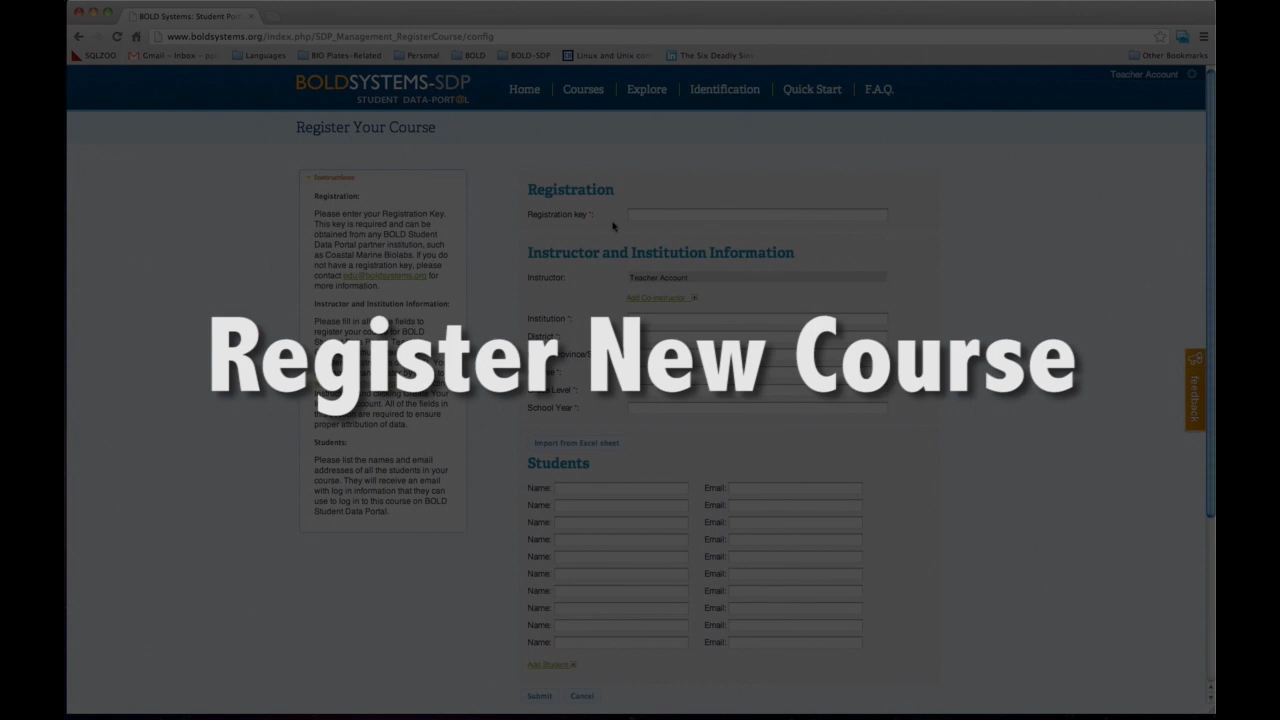 BOLD Systems: Student Por
www.boldsystems.org/index.php/SDP_Management_RegisterCourse/config
SQLZOO
Gmail - Inbox -
Languages
BIO Plates-Related
Personal
BOLD
BOLD-SDP
Linux and Unix con
The Six Deadly Sins
Other Bookmarks
Teacher Account
BOLDSYSTEMS-SDP
STUDENT DATA-PORTAL
Home
Courses
Explore
Identification
Quick Start
F.A.Q.
Register Your Course
Instructions
Registration:
Please enter your Registration Key.
This key is required and can be
obtained from any BOLD Student
Data Portal partner institution, such
as Coastal Marine Biolabs. If you do
not have a registration key, please
contact edu@boldsystems.org for
more information.
Instructor and Institution Information:
Please fill in all fields to
register your course for BOLD
All of the fields in
are required to ensure
proper attribution of data.
Students:
Please list the names and email
addresses of all the students in your
course. They will receive an email
with log in information that they can
use to log in to this course on BOLD
Student Data Portal.
Registration
Registration key *:
Instructor and Institution Information
Instructor:
Teacher Account
Add Co-instructor
Institution *:
District
School Year *:
Register New Course
feedback
Import from Excel sheet
Students
Name: Email:
Name: Email:
Name: Email:
Name: Email:
Name: Email:
Name: Email:
Name: Email:
Name: Email:
Name: Email:
Name: Email:
Add Student
Submit
Cancel